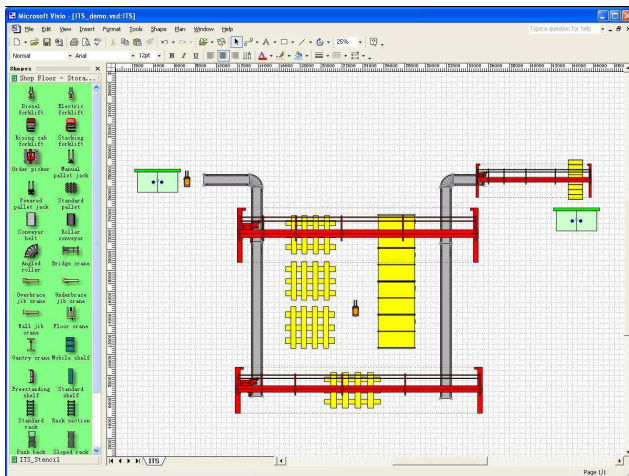 Microsoft Visio - [ITS_demo.vsd:ITS]
File Edit View Insert Format Tools Shape Plan Window Help
Type a question for help
25%
Normal Arial 12pt B I U
Shapes
Shop Floor - Stora...
Diesel forklift
Electric forklift
Rising cab forklift
Stacking forklift
Order picker
Manual pallet jack
Powered pallet jack
Standard pallet
Conveyor belt
Roller conveyor
Angled roller
Bridge crane
Overbrace jib crane
Underbrace jib crane
Wall jib crane
Floor crane
Gantry crane
Mobile shelf
Freestanding shelf
Standard shelf
Standard rack
Rack section
Push back
Sloped rack
ITS_Stencil
ITS
Page 1/1